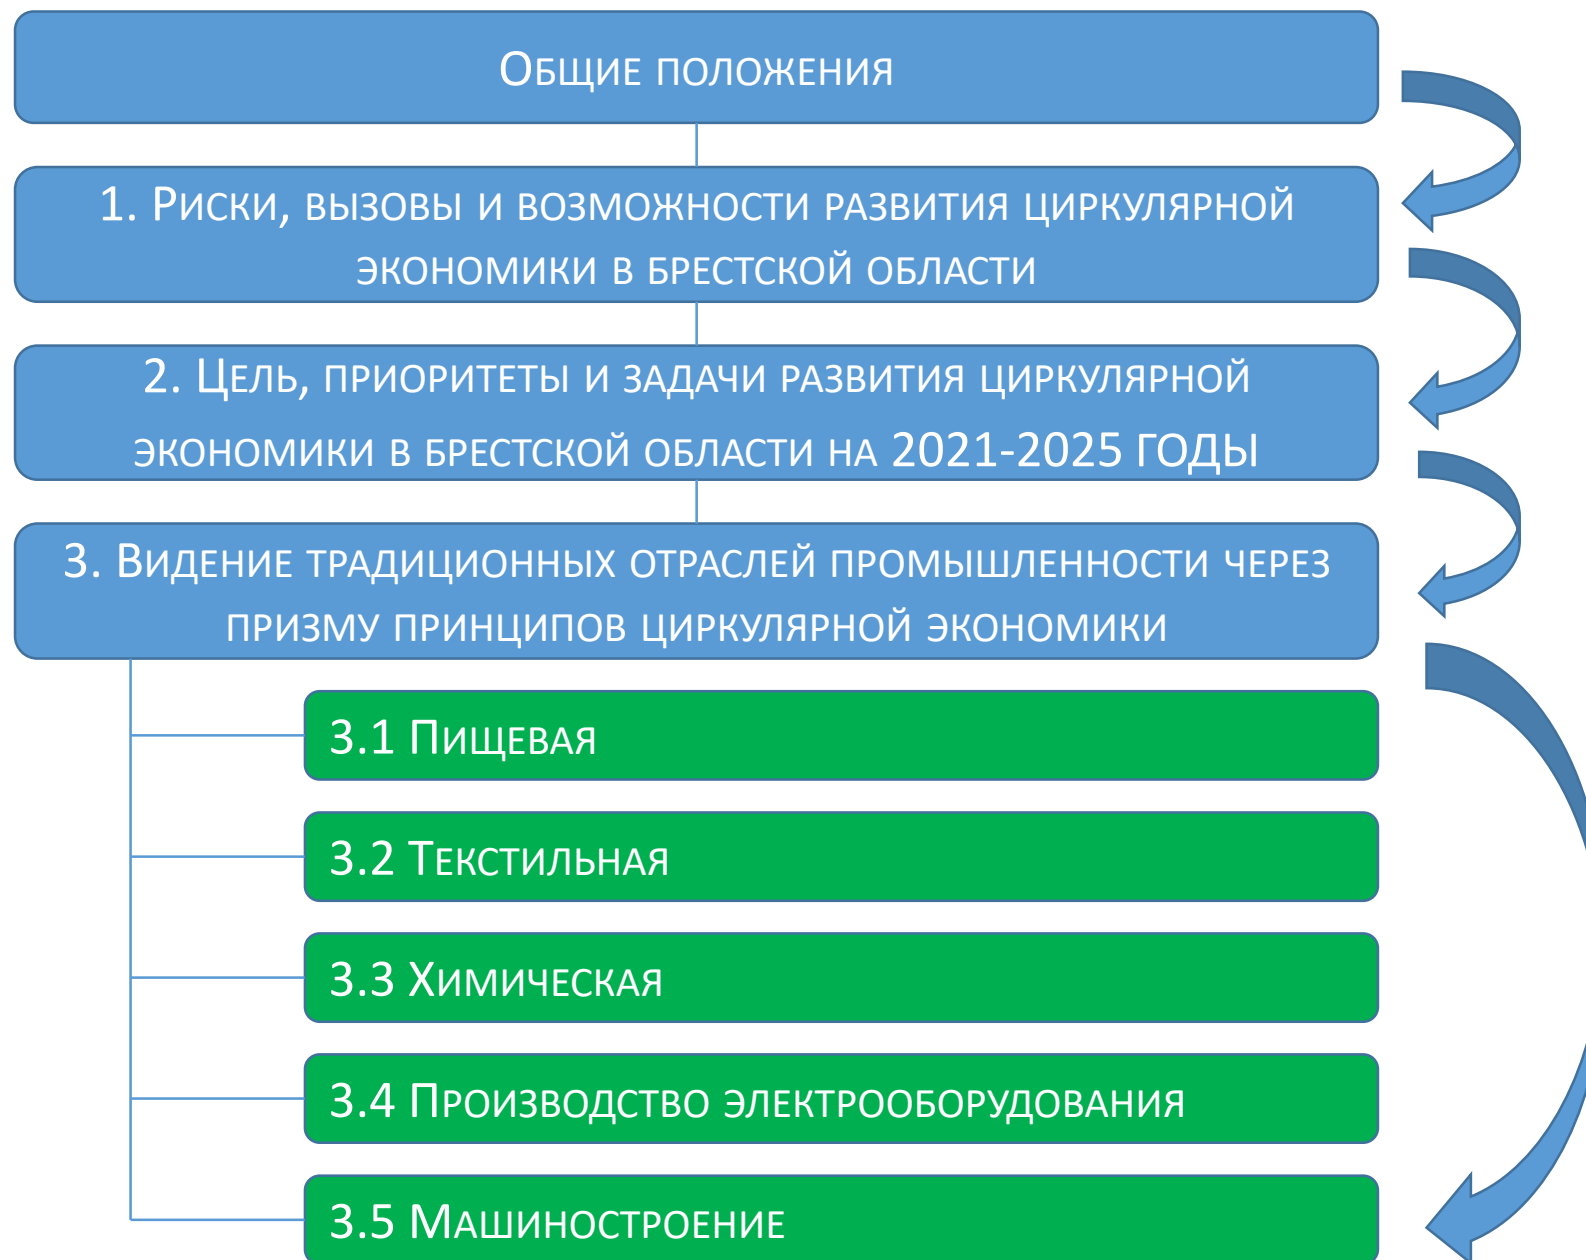 Общие положения
1. Риски, вызовы и возможности развития циркулярной
экономики в брестской области
2. Цель, приоритеты и задачи развития циркулярной
экономики в брестской области на 2021-2025 ГОДЫ
3. Видение традиционных отраслей промышленности через
призму принципов циркулярной экономики
3.1 Пищевая
3.2 Текстильная
3.3 Химическая
3.4 Производство электрооборудования
3.5 Машиностроение